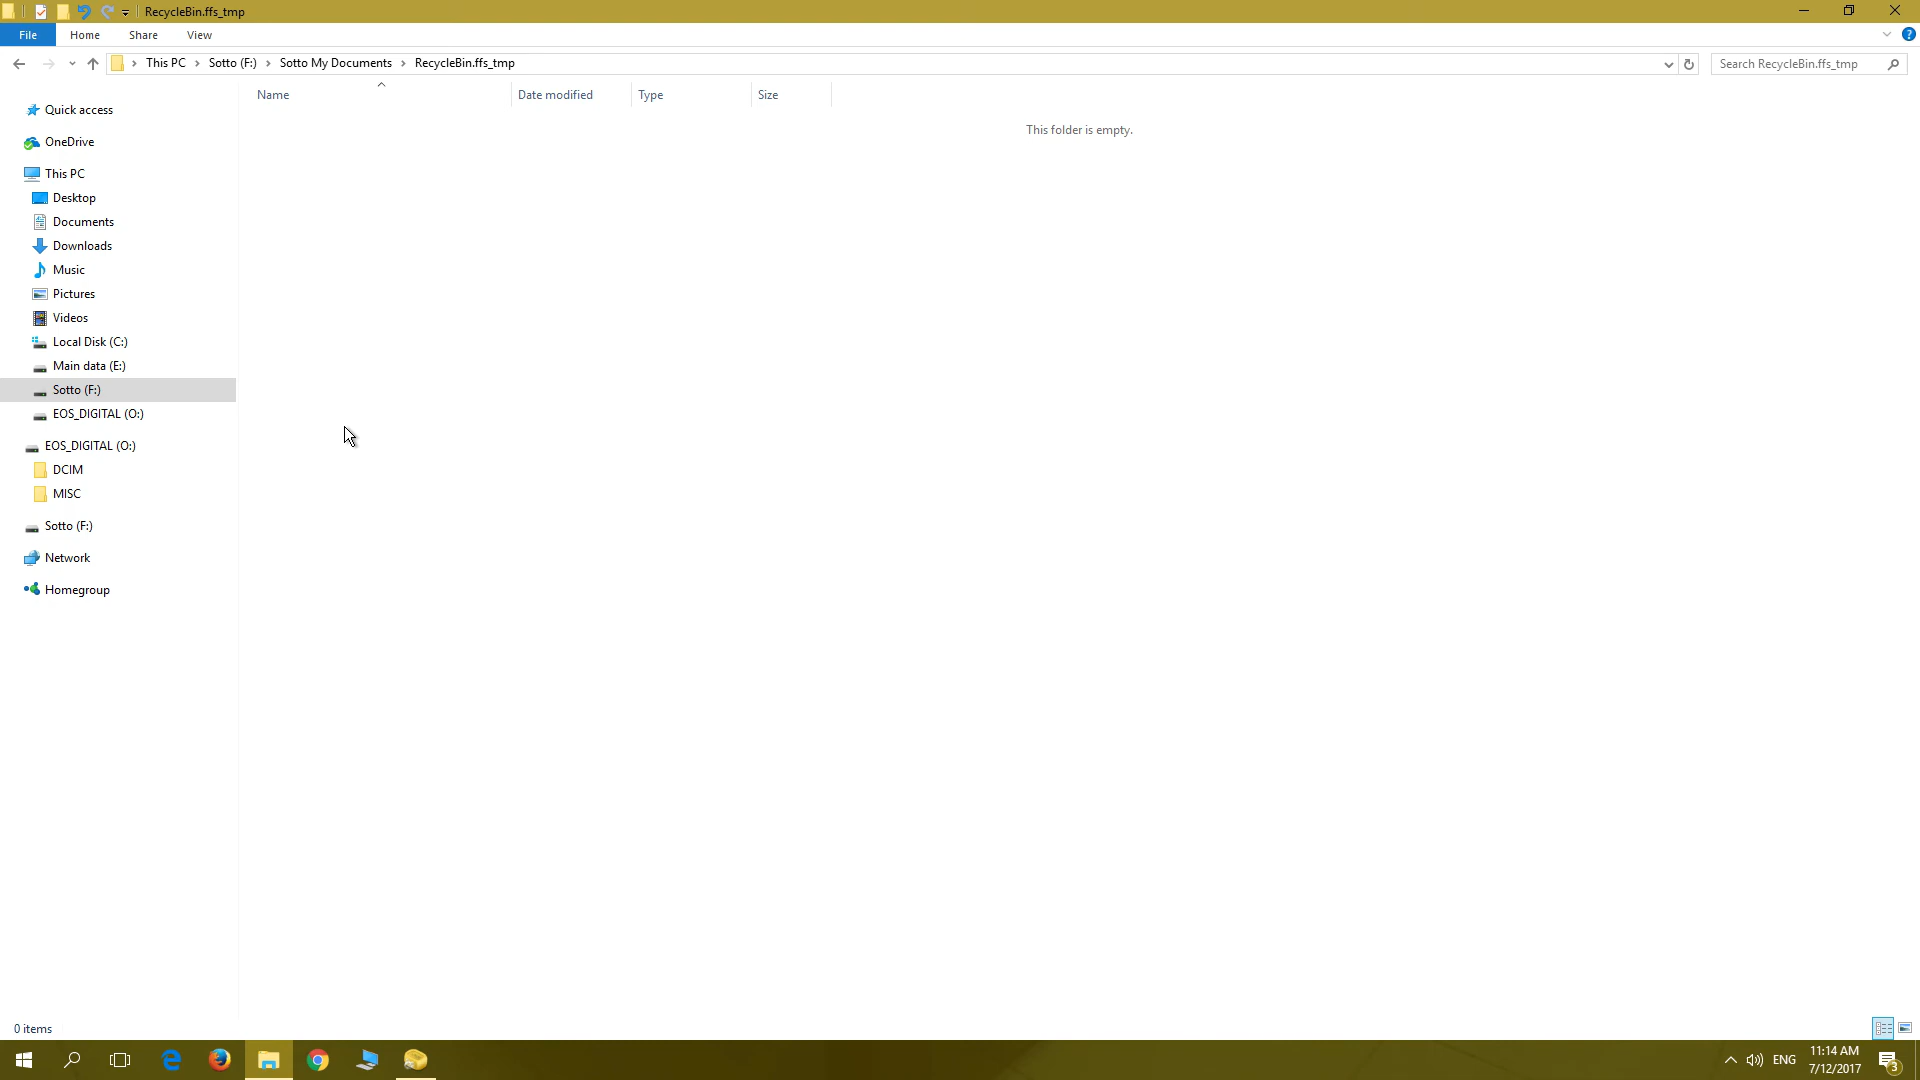 RecycleBin.ffs_tmp
File Home Share View
This PC Sotto (F:) Sotto My Documents RecycleBin.ffs_tmp
Search RecycleBin.ffs_tmp
Name Date modified Type Size
This folder is empty.
Quick access
OneDrive
This PC
Desktop
Documents
Downloads
Music
Pictures
Videos
Local Disk (C:)
Main data (E:)
Sotto (F:)
EOS_DIGITAL (O:)
EOS_DIGITAL (O:)
DCIM
MISC
Sotto (F:)
Network
Homegroup
0 items
ENG
11:14 AM
7/12/2017
3